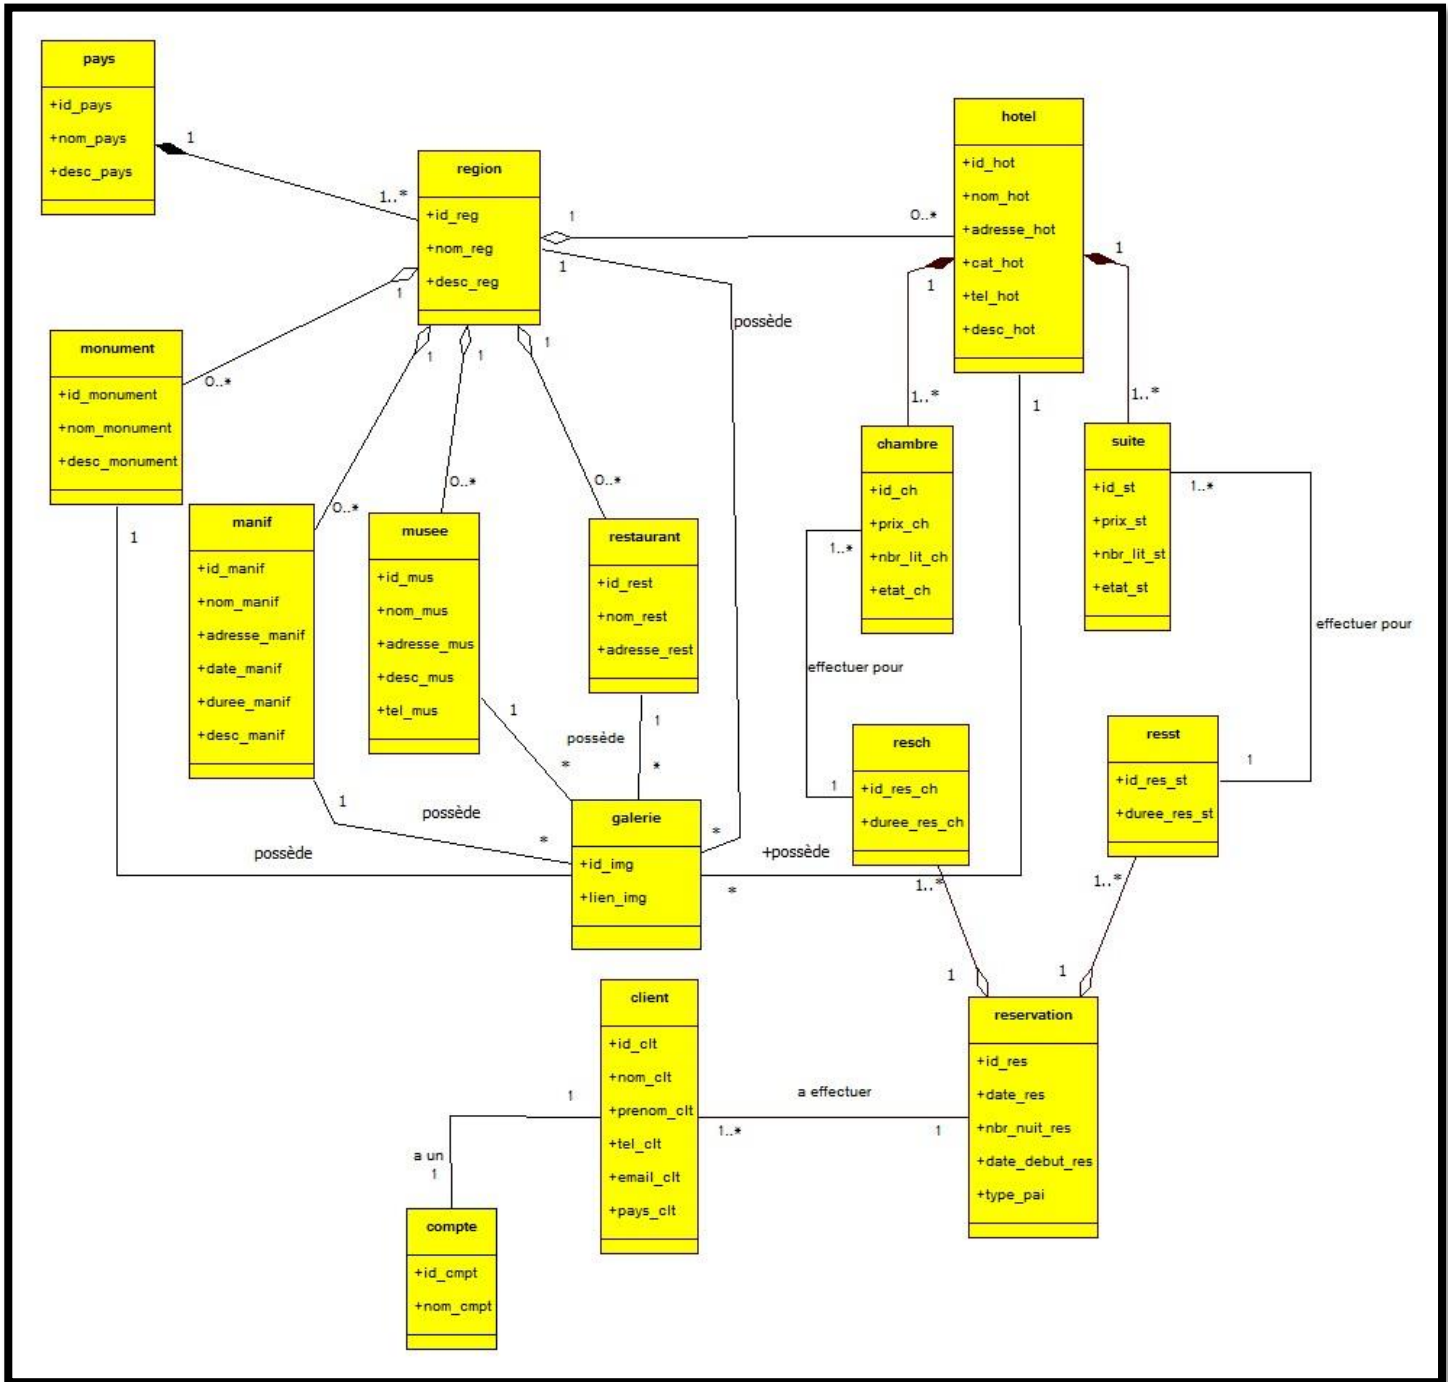 pays
+id_pays
+nom_pays
+desc_pays
1
1..*
region
+id_reg
+nom_reg
+desc_reg
1
0..*
1
possède
1
0..*
1
0..*
1
0..*
1
0..*
hotel
+id_hot
+nom_hot
+adresse_hot
+cat_hot
+tel_hot
+desc_hot
1
1..*
1
1..*
1
monument
+id_monument
+nom_monument
+desc_monument
1
possède
manif
+id_manif
+nom_manif
+adresse_manif
+date_manif
+duree_manif
+desc_manif
1
possède
*
musee
+id_mus
+nom_mus
+adresse_mus
+desc_mus
+tel_mus
1
*
restaurant
+id_rest
+nom_rest
+adresse_rest
1
possède
*
chambre
+id_ch
+prix_ch
+nbr_lit_ch
+etat_ch
1..*
effectuer pour
1
suite
+id_st
+prix_st
+nbr_lit_st
+etat_st
1..*
effectuer pour
1
galerie
+id_img
+lien_img
*
+possède
*
resch
+id_res_ch
+duree_res_ch
1..*
1
resst
+id_res_st
+duree_res_st
1..*
1
client
+id_clt
+nom_clt
+prenom_clt
+tel_clt
+email_clt
+pays_clt
1..*
a effectuer
1
reservation
+id_res
+date_res
+nbr_nuit_res
+date_debut_res
+type_pai
1
a un
1
compte
+id_cmpt
+nom_cmpt